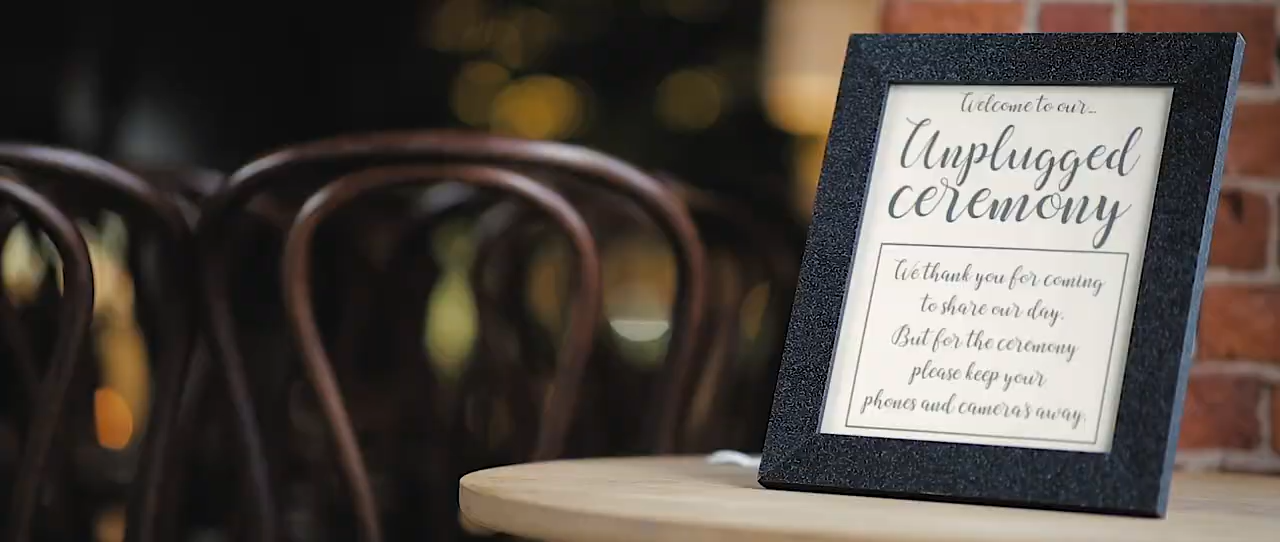 Welcome to our...
Unplugged
ceremony
We thank you for coming
to share our day.
But for the ceremony
please keep your
phones and camera's away.